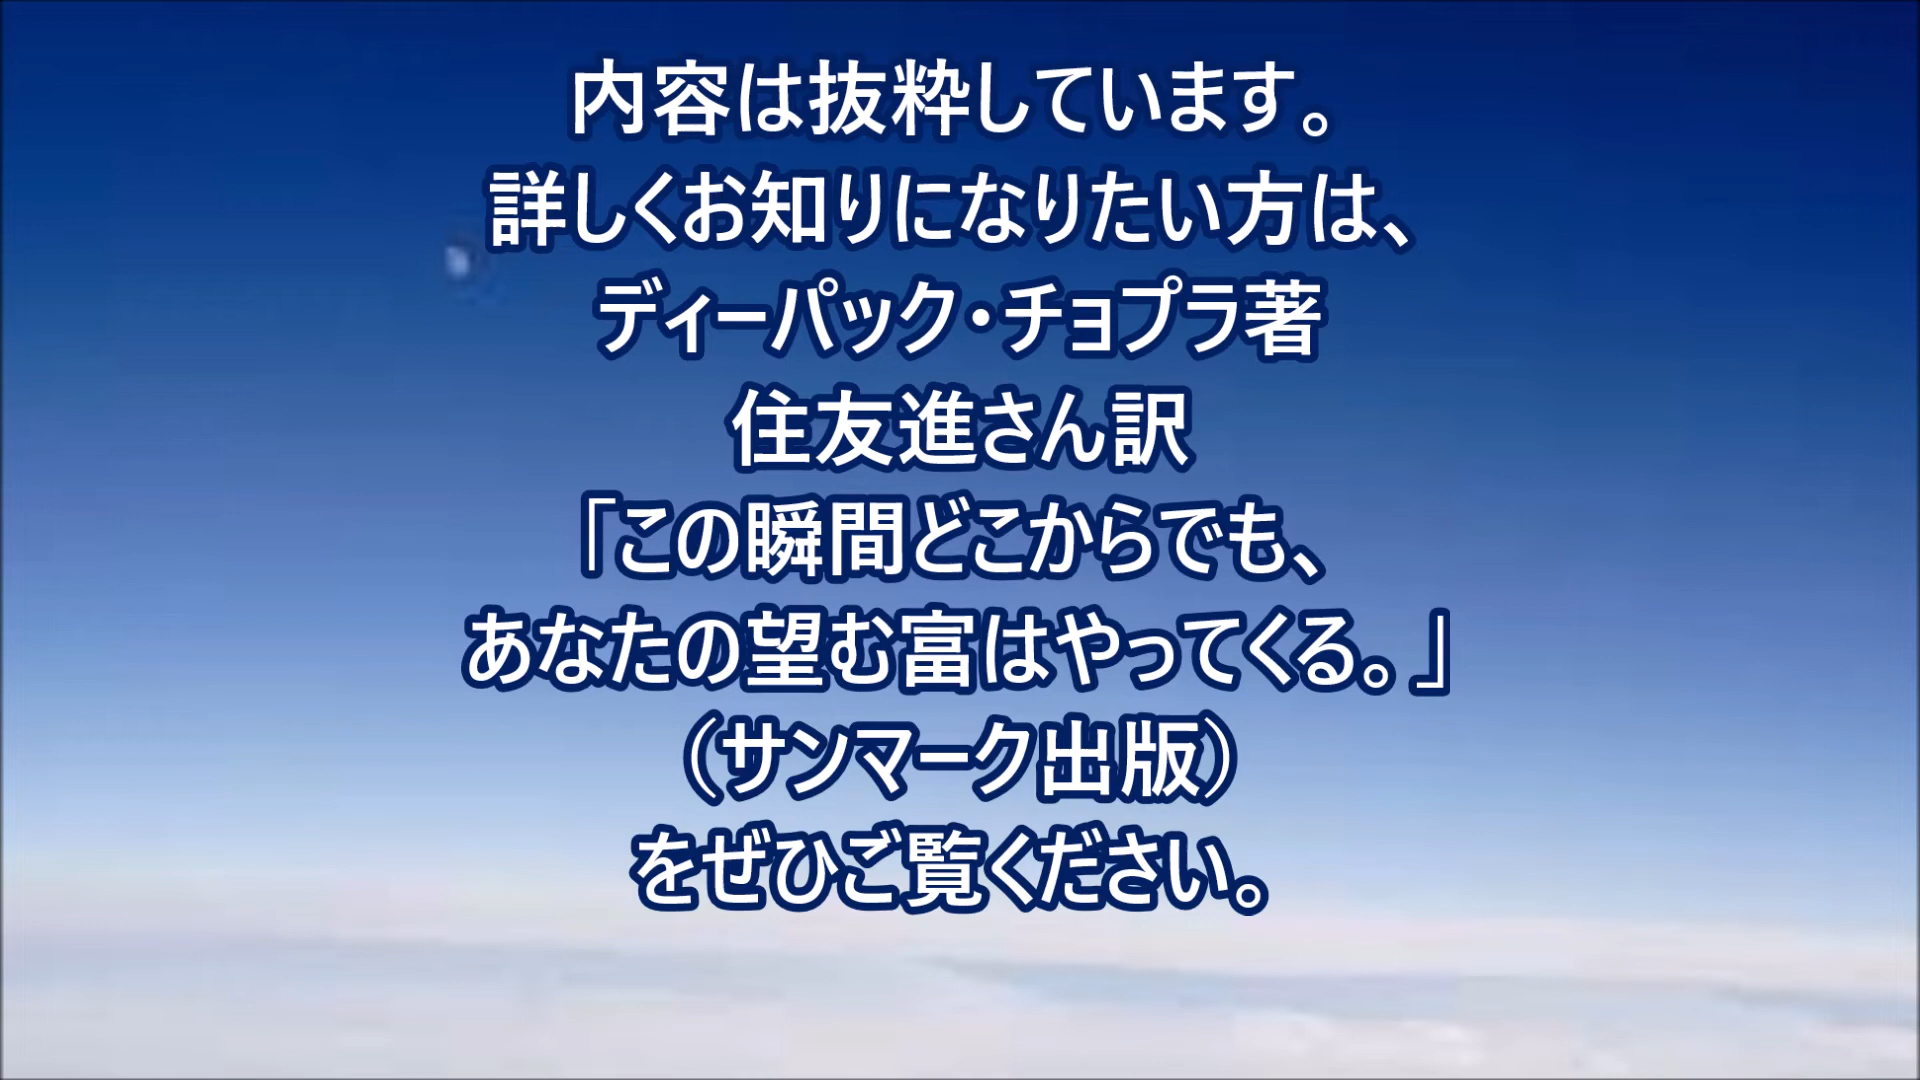 内容は抜粋しています。
詳しくお知りになりたい方は、
ディーパック・チョプラ著
住友進さん訳
「この瞬間どこからでも、
あなたの望む富はやってくる。」
（サンマーク出版）
をぜひご覧ください。